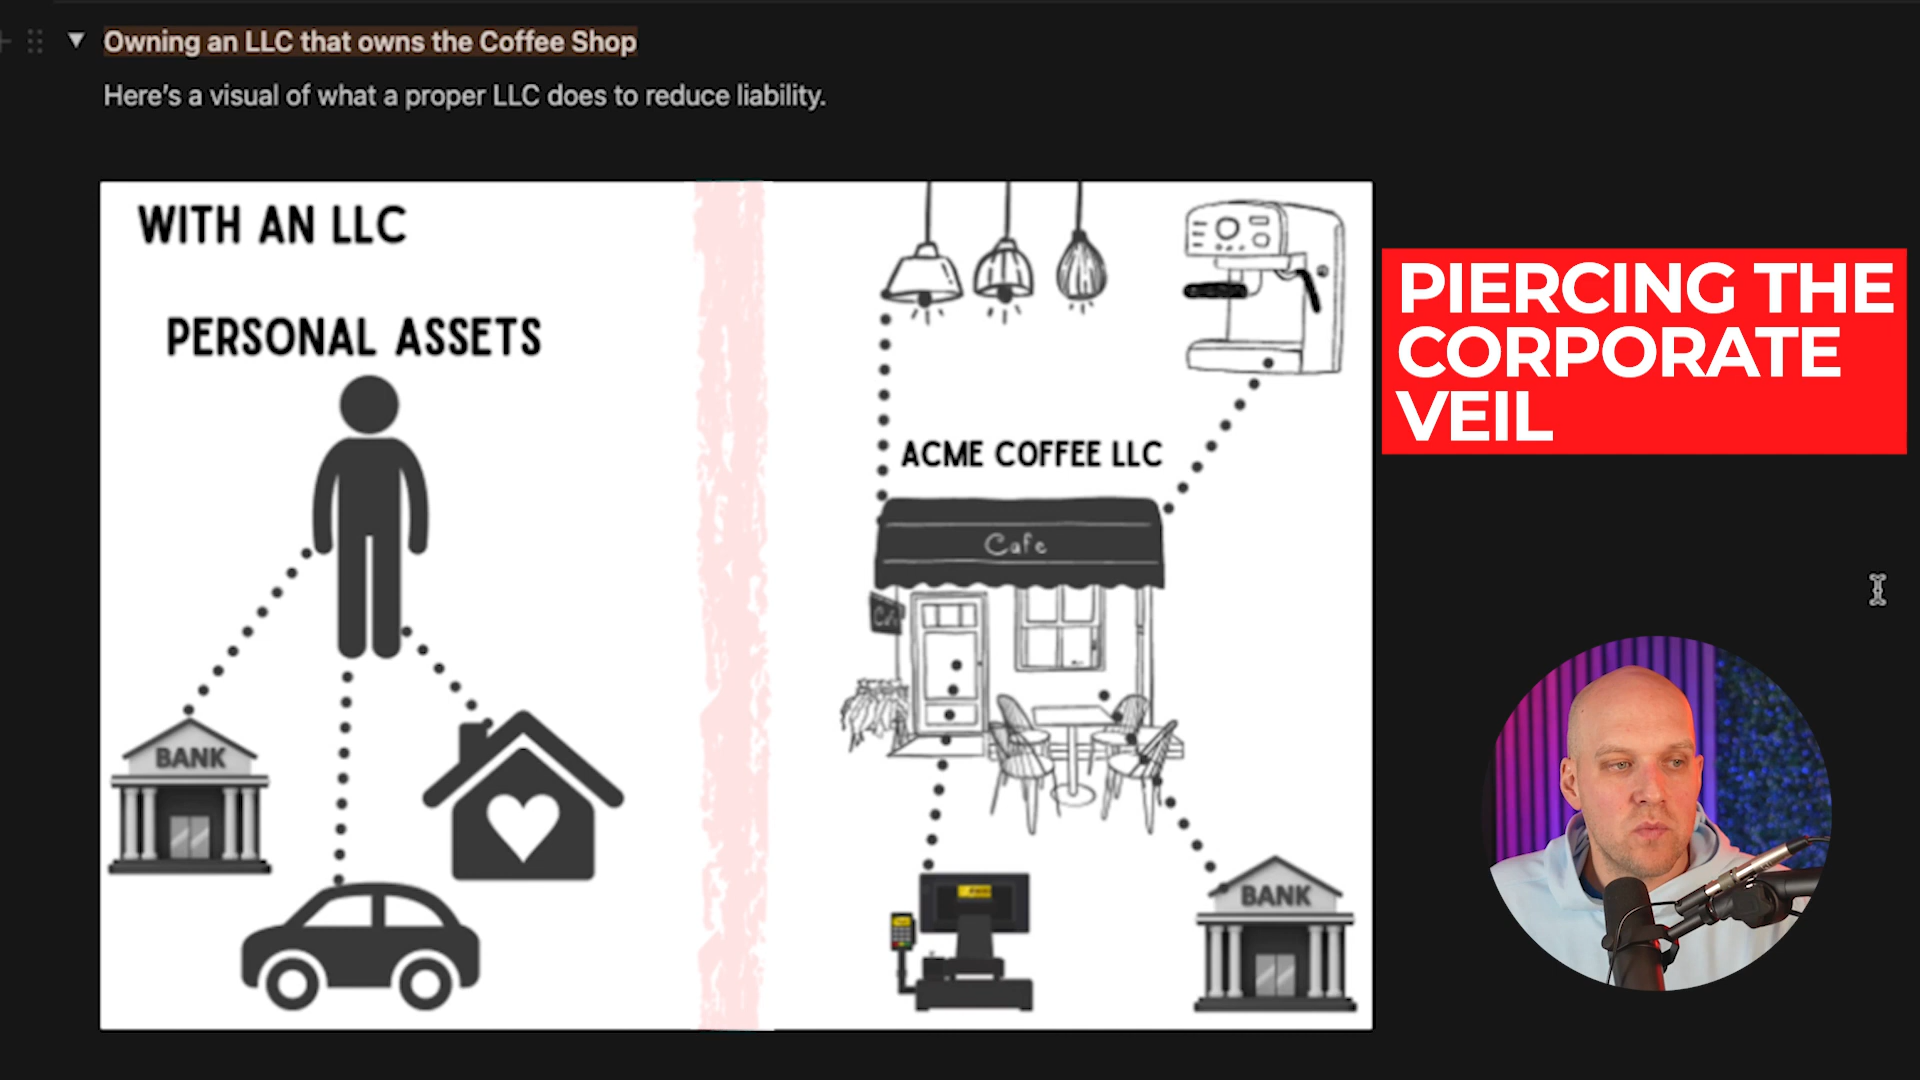 Owning an LLC that owns the Coffee Shop
Here's a visual of what a proper LLC does to reduce liability.
WITH AN LLC
PERSONAL ASSETS
BANK
ACME COFFEE LLC
Cafe
BANK
PIERCING THE
CORPORATE
VEIL